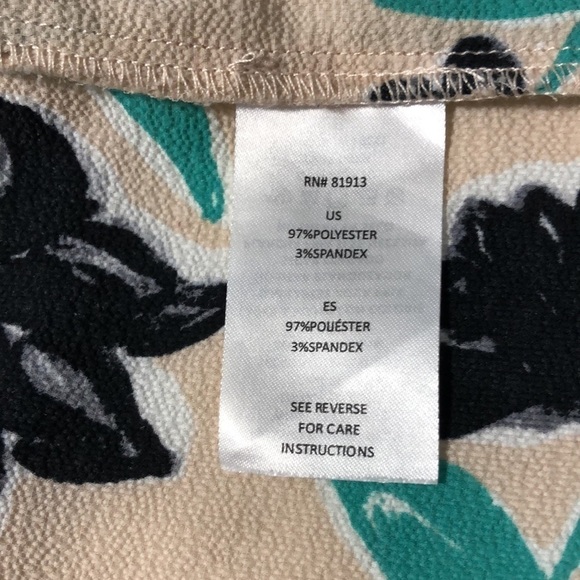 RN# 81913
US
97%POLYESTER
3%SPANDEX
ES
97%POLIÉSTER
3%SPANDEX
SEE REVERSE
FOR CARE
INSTRUCTIONS